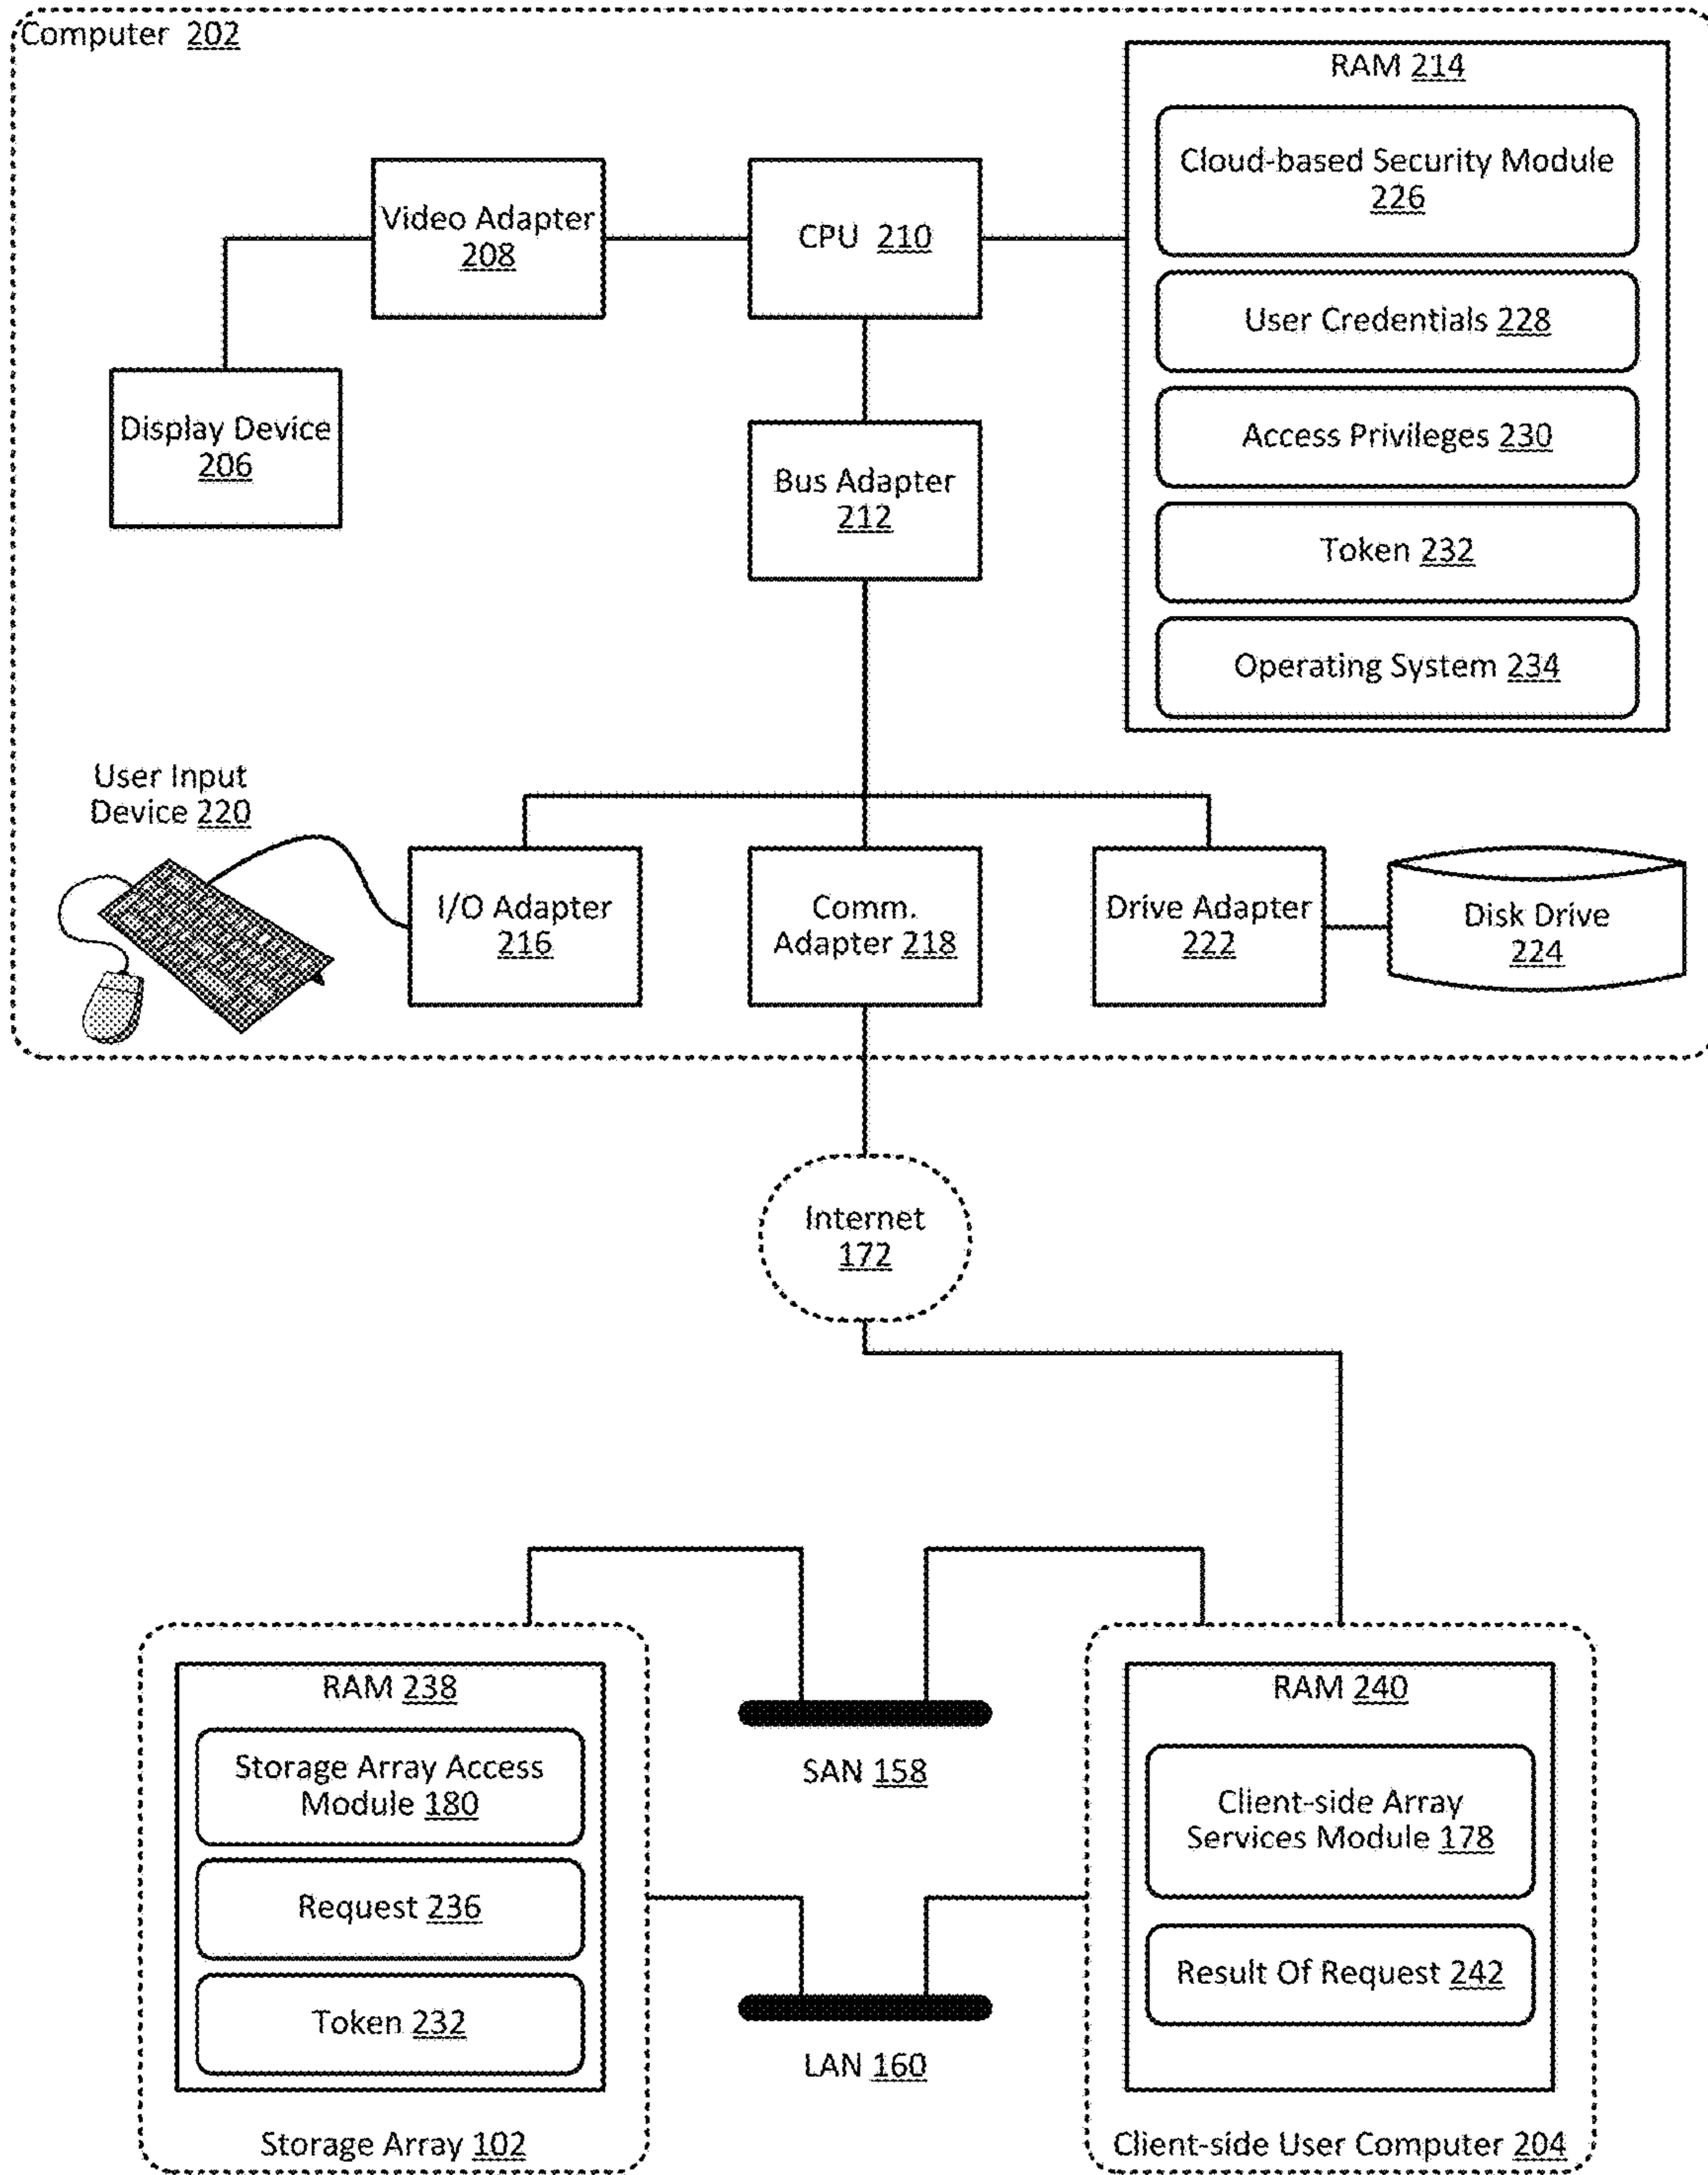 Computer 202
RAM 214
Cloud-based Security Module
226
Video Adapter
208
CPU 210
User Credentials 228
Display Device
206
Access Privileges 230
Bus Adapter
212
Token 232
Operating System 234
User Input
Device 220
I/O Adapter
216
Comm.
Adapter 218
Drive Adapter
222
Disk Drive
224
Internet
172
RAM 238
Storage Array Access
Module 180
Request 236
Token 232
Storage Array 102
SAN 158
LAN 160
RAM 240
Client-side Array
Services Module 178
Result Of Request 242
Client-side User Computer 204